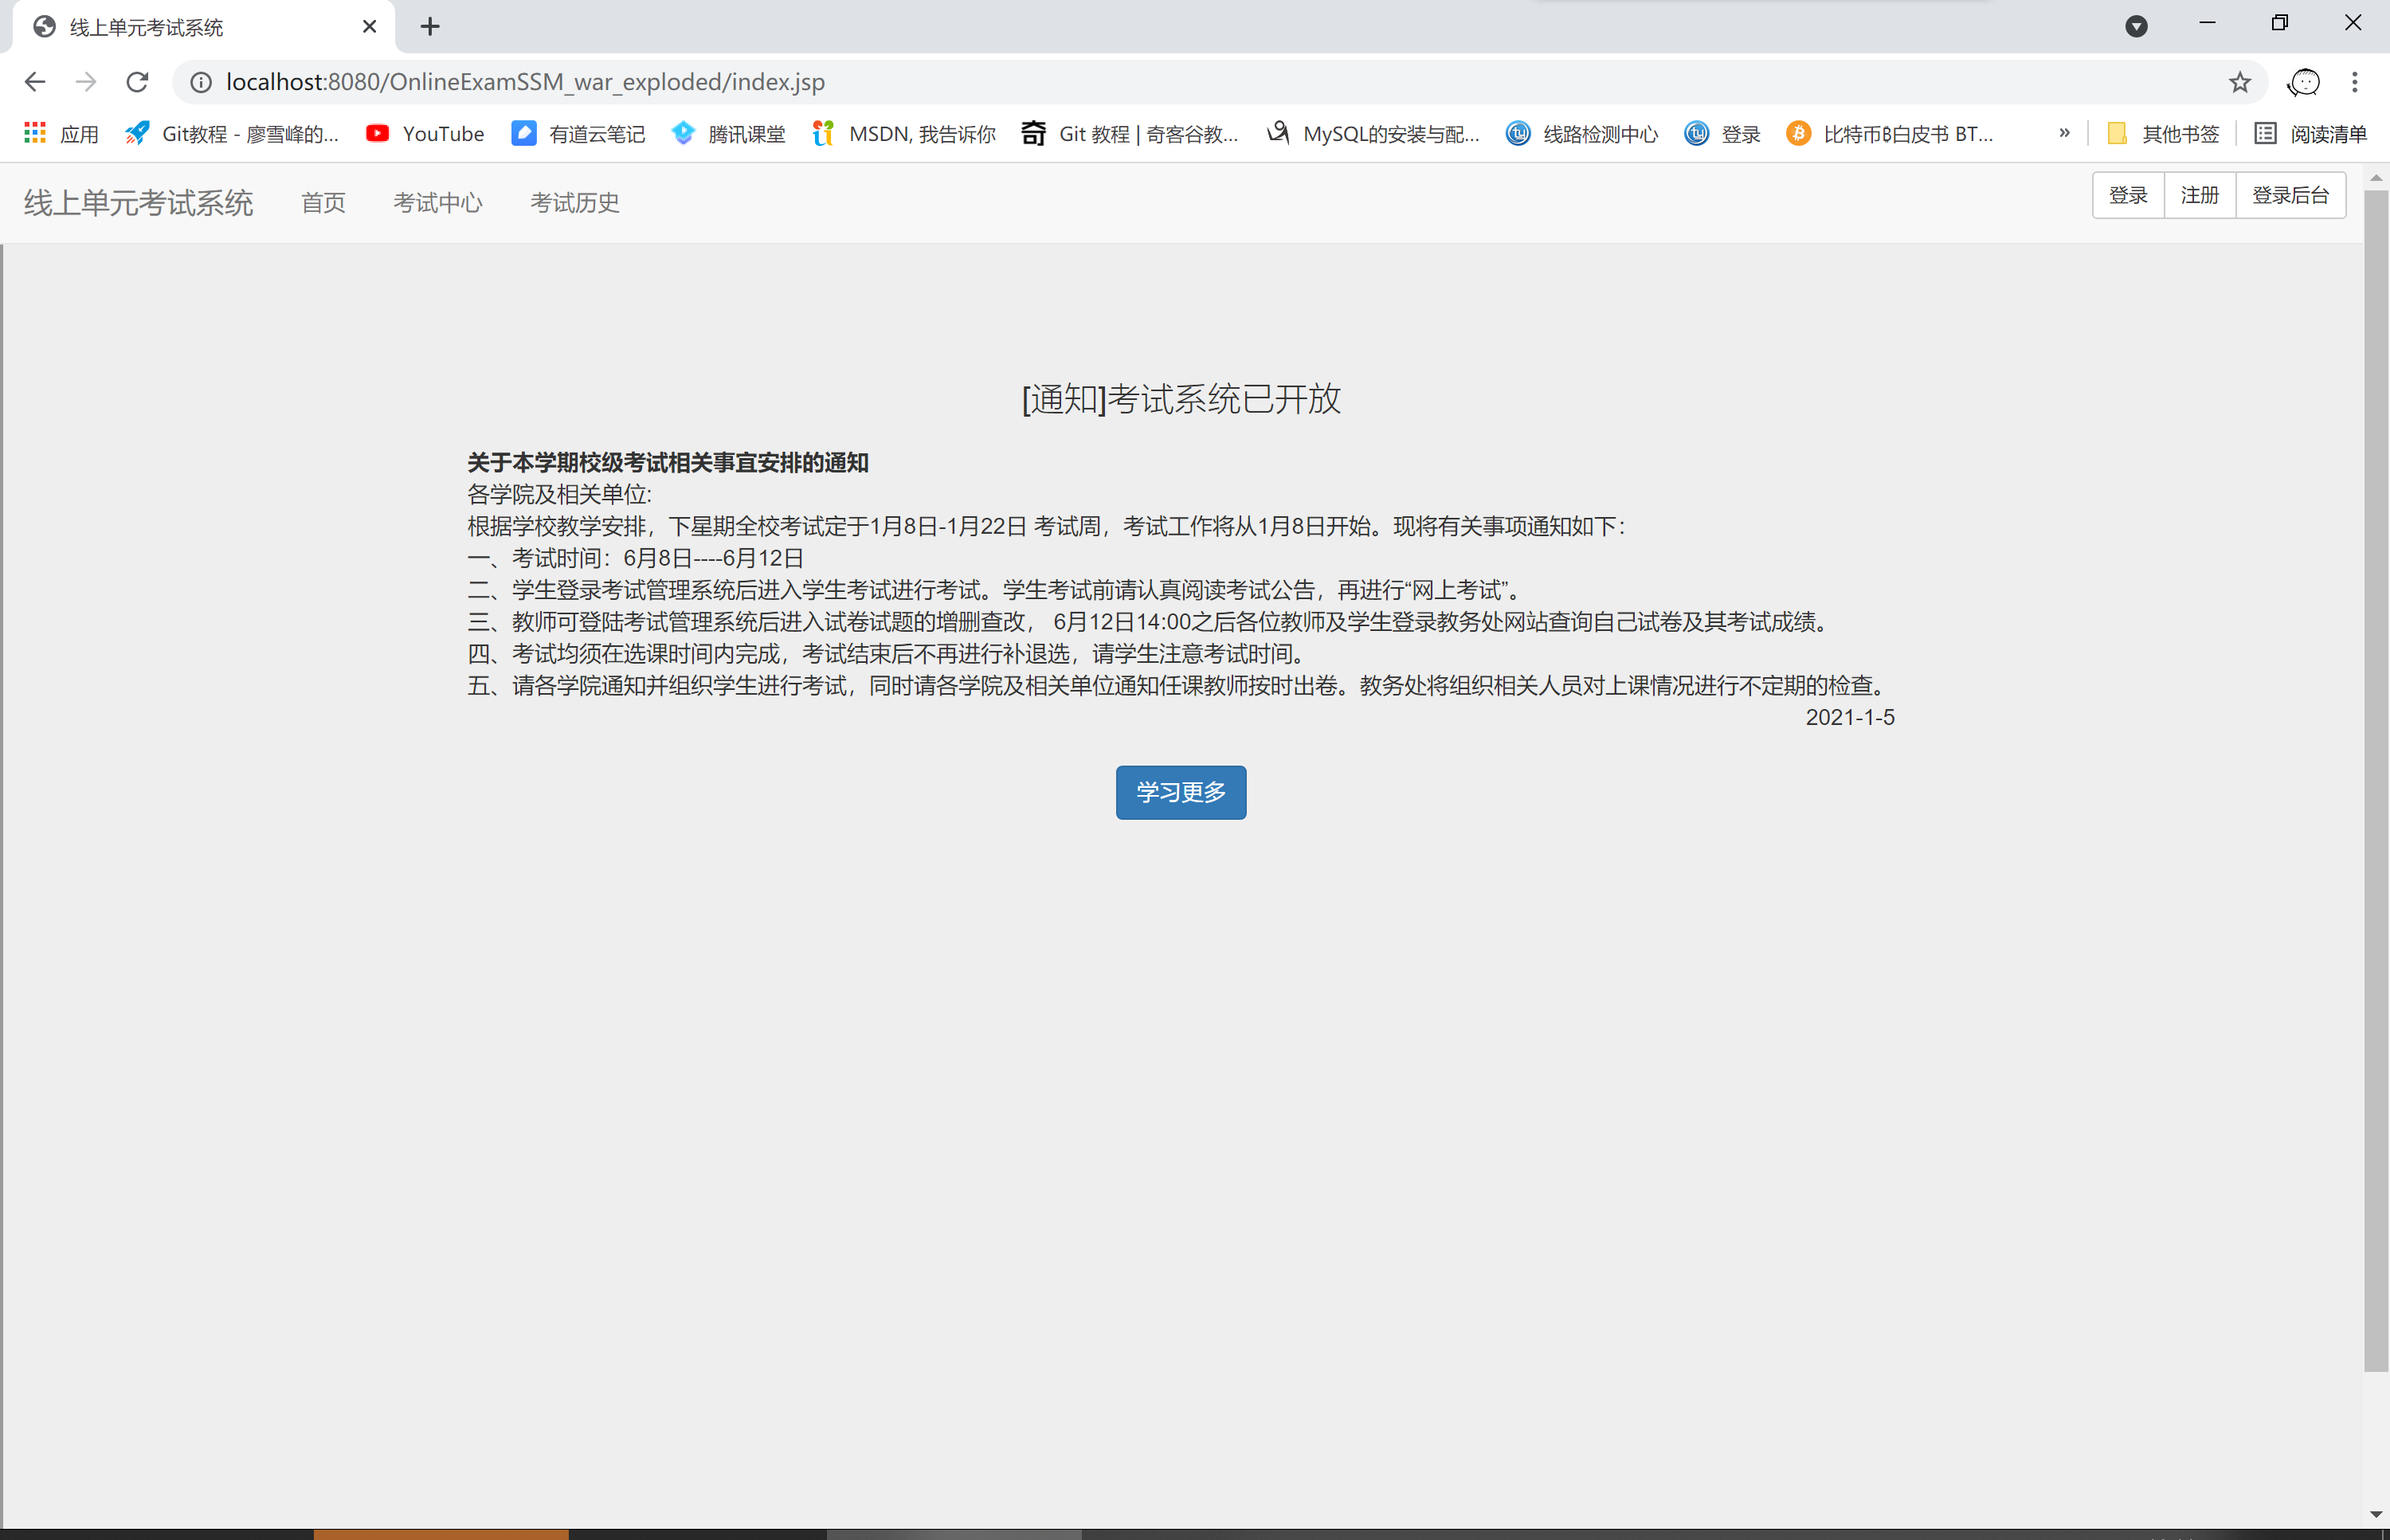 线上单元考试系统
localhost:8080/OnlineExamSSM_war_exploded/index.jsp
应用 Git教程 - 廖雪峰的... YouTube 有道云笔记 腾讯课堂 MSDN, 我告诉你 奇 Git 教程 | 奇客谷教... MySQL的安装与配... ty 线路检测中心 ty 登录 比特币₿白皮书 BT... » 其他书签 阅读清单
线上单元考试系统 首页 考试中心 考试历史 登录 注册 登录后台
[通知]考试系统已开放
关于本学期校级考试相关事宜安排的通知
各学院及相关单位:
根据学校教学安排，下星期全校考试定于1月8日-1月22日 考试周，考试工作将从1月8日开始。现将有关事项通知如下：
一、考试时间：6月8日----6月12日
二、学生登录考试管理系统后进入学生考试进行考试。学生考试前请认真阅读考试公告，再进行“网上考试”。
三、教师可登陆考试管理系统后进入试卷试题的增删查改， 6月12日14:00之后各位教师及学生登录教务处网站查询自己试卷及其考试成绩。
四、考试均须在选课时间内完成，考试结束后不再进行补退选，请学生注意考试时间。
五、请各学院通知并组织学生进行考试，同时请各学院及相关单位通知任课教师按时出卷。教务处将组织相关人员对上课情况进行不定期的检查。
2021-1-5
学习更多